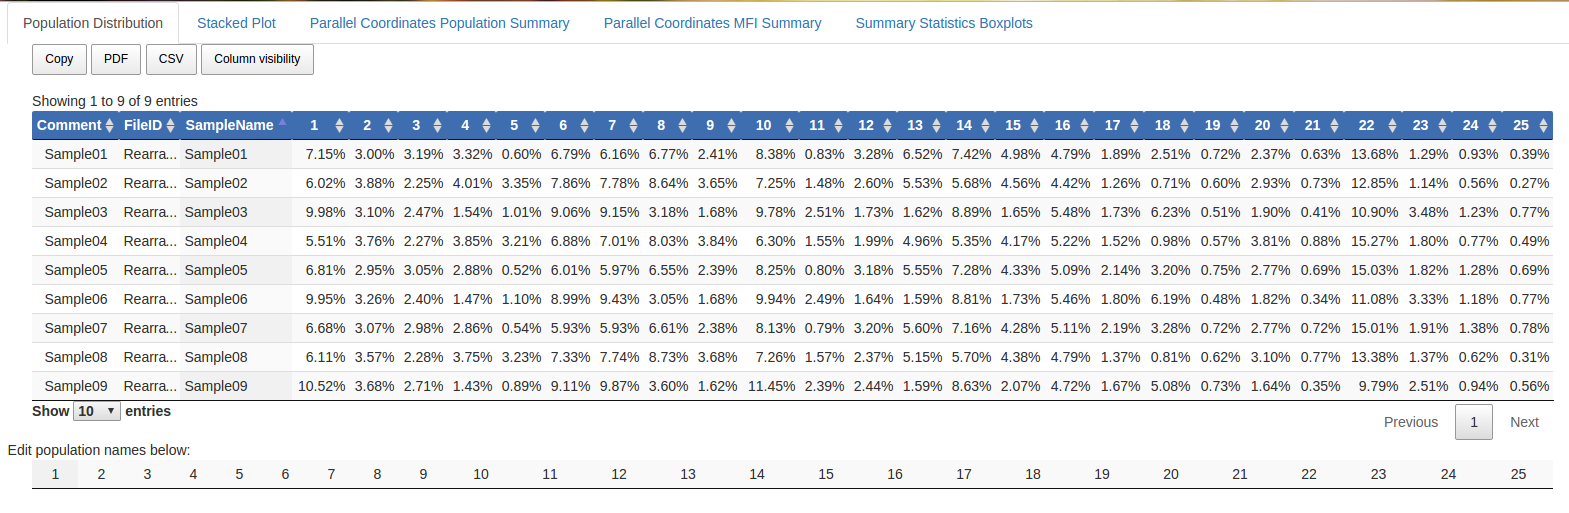 Population Distribution Stacked Plot Parallel Coordinates Population Summary Parallel Coordinates MFI Summary Summary Statistics Boxplots
Copy PDF CSV Column visibility
Showing 1 to 9 of 9 entries
Comment FileID SampleName 1 2 3 4 5 6 7 8 9 10 11 12 13 14 15 16 17 18 19 20 21 22 23 24 25
Sample01 Rearra... Sample01 7.15% 3.00% 3.19% 3.32% 0.60% 6.79% 6.16% 6.77% 2.41% 8.38% 0.83% 3.28% 6.52% 7.42% 4.98% 4.79% 1.89% 2.51% 0.72% 2.37% 0.63% 13.68% 1.29% 0.93% 0.39%
Sample02 Rearra... Sample02 6.02% 3.88% 2.25% 4.01% 3.35% 7.86% 7.78% 8.64% 3.65% 7.25% 1.48% 2.60% 5.53% 5.68% 4.56% 4.42% 1.26% 0.71% 0.60% 2.93% 0.73% 12.85% 1.14% 0.56% 0.27%
Sample03 Rearra... Sample03 9.98% 3.10% 2.47% 1.54% 1.01% 9.06% 9.15% 3.18% 1.68% 9.78% 2.51% 1.73% 1.62% 8.89% 1.65% 5.48% 1.73% 6.23% 0.51% 1.90% 0.41% 10.90% 3.48% 1.23% 0.77%
Sample04 Rearra... Sample04 5.51% 3.76% 2.27% 3.85% 3.21% 6.88% 7.01% 8.03% 3.84% 6.30% 1.55% 1.99% 4.96% 5.35% 4.17% 5.22% 1.52% 0.98% 0.57% 3.81% 0.88% 15.27% 1.80% 0.77% 0.49%
Sample05 Rearra... Sample05 6.81% 2.95% 3.05% 2.88% 0.52% 6.01% 5.97% 6.55% 2.39% 8.25% 0.80% 3.18% 5.55% 7.28% 4.33% 5.09% 2.14% 3.20% 0.75% 2.77% 0.69% 15.03% 1.82% 1.28% 0.69%
Sample06 Rearra... Sample06 9.95% 3.26% 2.40% 1.47% 1.10% 8.99% 9.43% 3.05% 1.68% 9.94% 2.49% 1.64% 1.59% 8.81% 1.73% 5.46% 1.80% 6.19% 0.48% 1.82% 0.34% 11.08% 3.33% 1.18% 0.77%
Sample07 Rearra... Sample07 6.68% 3.07% 2.98% 2.86% 0.54% 5.93% 5.93% 6.61% 2.38% 8.13% 0.79% 3.20% 5.60% 7.16% 4.28% 5.11% 2.19% 3.28% 0.72% 2.77% 0.72% 15.01% 1.91% 1.38% 0.78%
Sample08 Rearra... Sample08 6.11% 3.57% 2.28% 3.75% 3.23% 7.33% 7.74% 8.73% 3.68% 7.26% 1.57% 2.37% 5.15% 5.70% 4.38% 4.79% 1.37% 0.81% 0.62% 3.10% 0.77% 13.38% 1.37% 0.62% 0.31%
Sample09 Rearra... Sample09 10.52% 3.68% 2.71% 1.43% 0.89% 9.11% 9.87% 3.60% 1.62% 11.45% 2.39% 2.44% 1.59% 8.63% 2.07% 4.72% 1.67% 5.08% 0.73% 1.64% 0.35% 9.79% 2.51% 0.94% 0.56%
Show 10 entries
Previous 1 Next
Edit population names below:
1 2 3 4 5 6 7 8 9 10 11 12 13 14 15 16 17 18 19 20 21 22 23 24 25